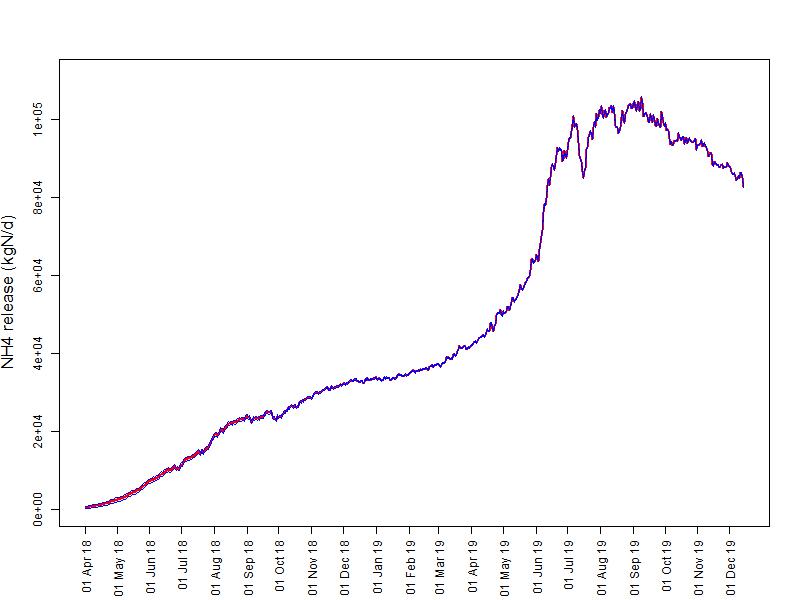 NH4 release (kgN/d)
1e+05
8e+04
6e+04
4e+04
2e+04
0e+00
01 Apr 18
01 May 18
01 Jun 18
01 Jul 18
01 Aug 18
01 Sep 18
01 Oct 18
01 Nov 18
01 Dec 18
01 Jan 19
01 Feb 19
01 Mar 19
01 Apr 19
01 May 19
01 Jun 19
01 Jul 19
01 Aug 19
01 Sep 19
01 Oct 19
01 Nov 19
01 Dec 19